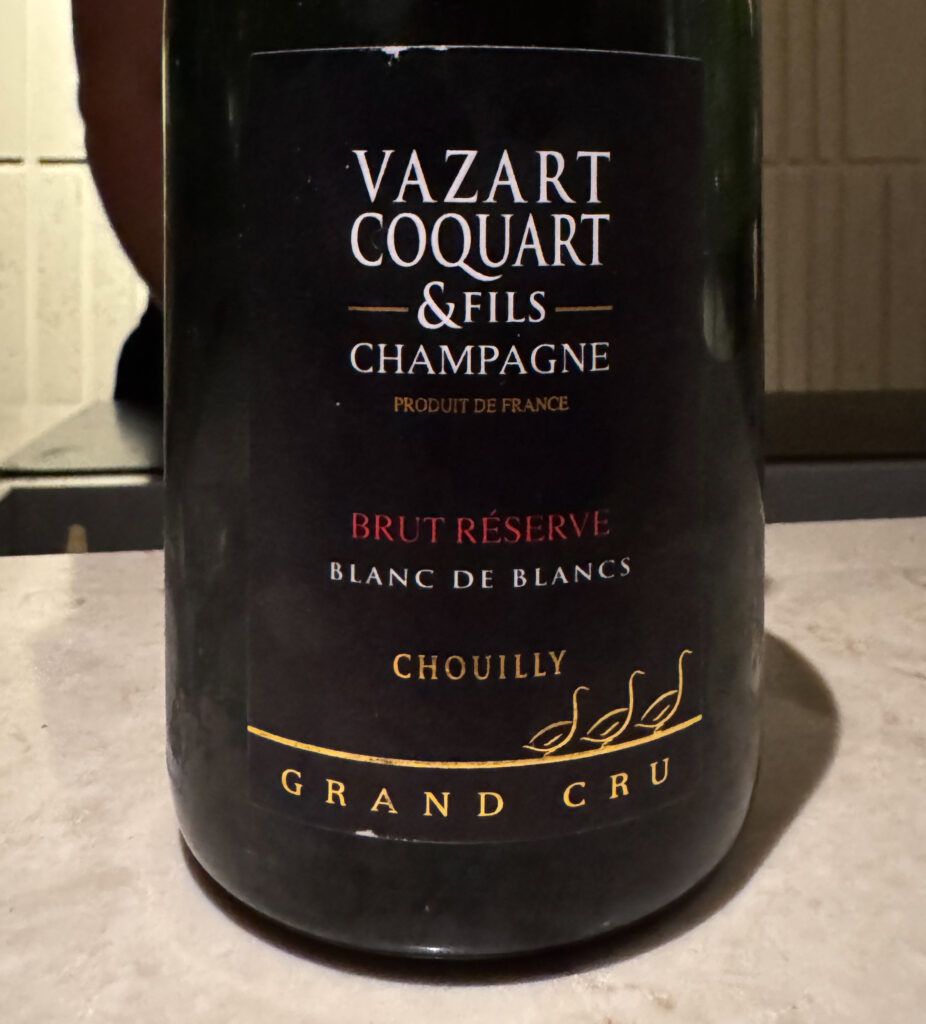 VAZART
COQUART
&FILS
CHAMPAGNE
PRODUIT DE FRANCE
BRUT RÉSERVE
BLANC DE BLANCS
CHOUILLY
GRAND CRU